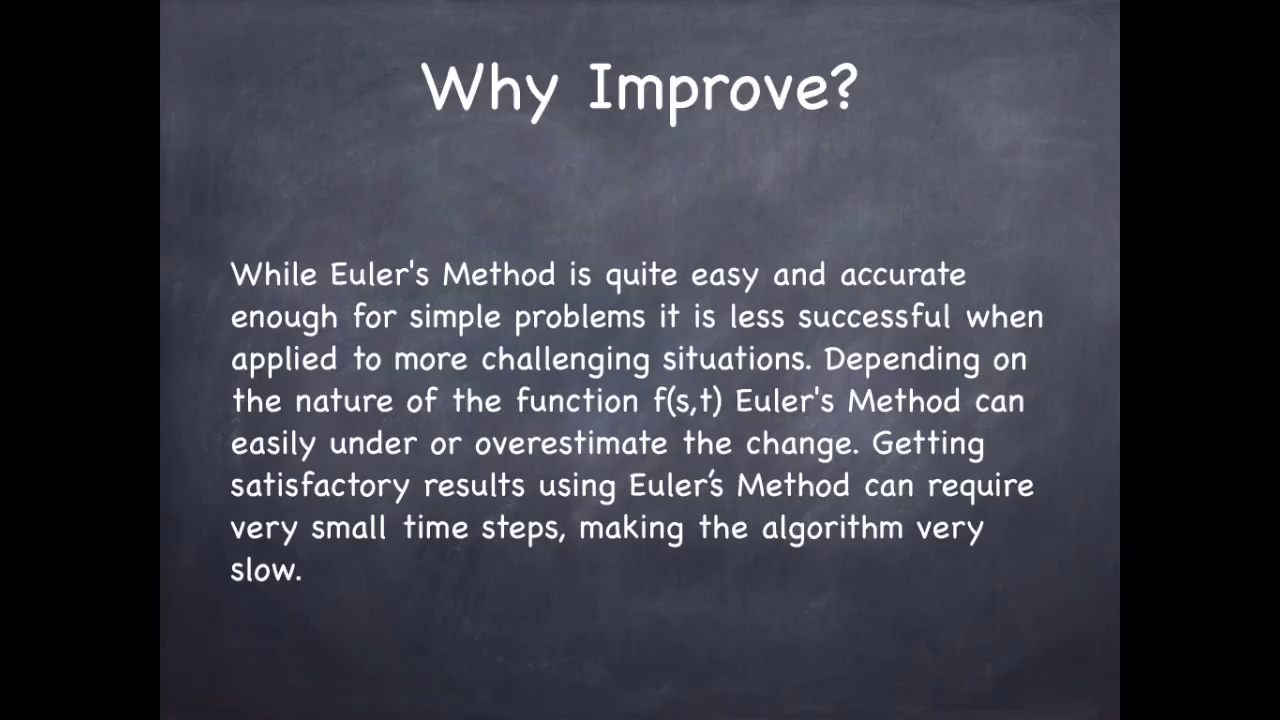 Why Improve?
While Euler's Method is quite easy and accurate
enough for simple problems it is less successful when
applied to more challenging situations. Depending on
the nature of the function f(s,t) Euler's Method can
easily under or overestimate the change. Getting
satisfactory results using Euler’s Method can require
very small time steps, making the algorithm very
slow.